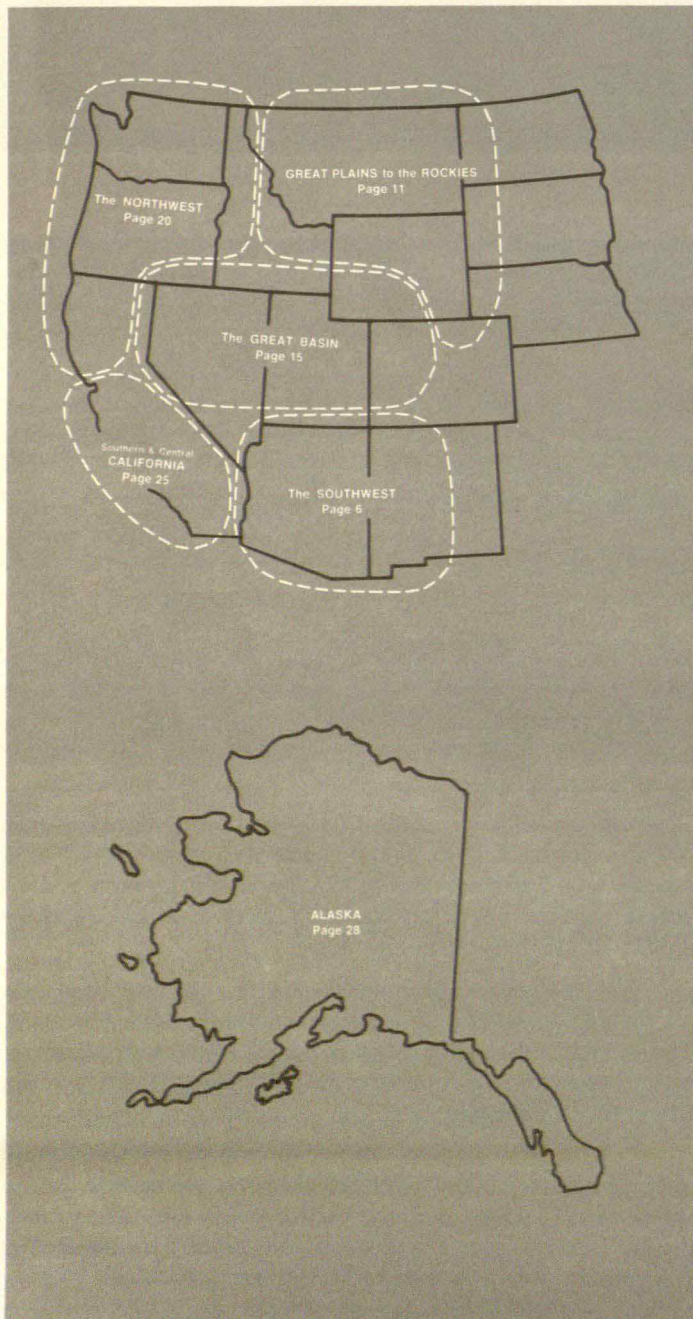 GREAT PLAINS to the ROCKIES
Page 11
The NORTHWEST
Page 20
The GREAT BASIN
Page 15
Southern & Central
CALIFORNIA
Page 25
The SOUTHWEST
Page 6
ALASKA
Page 28